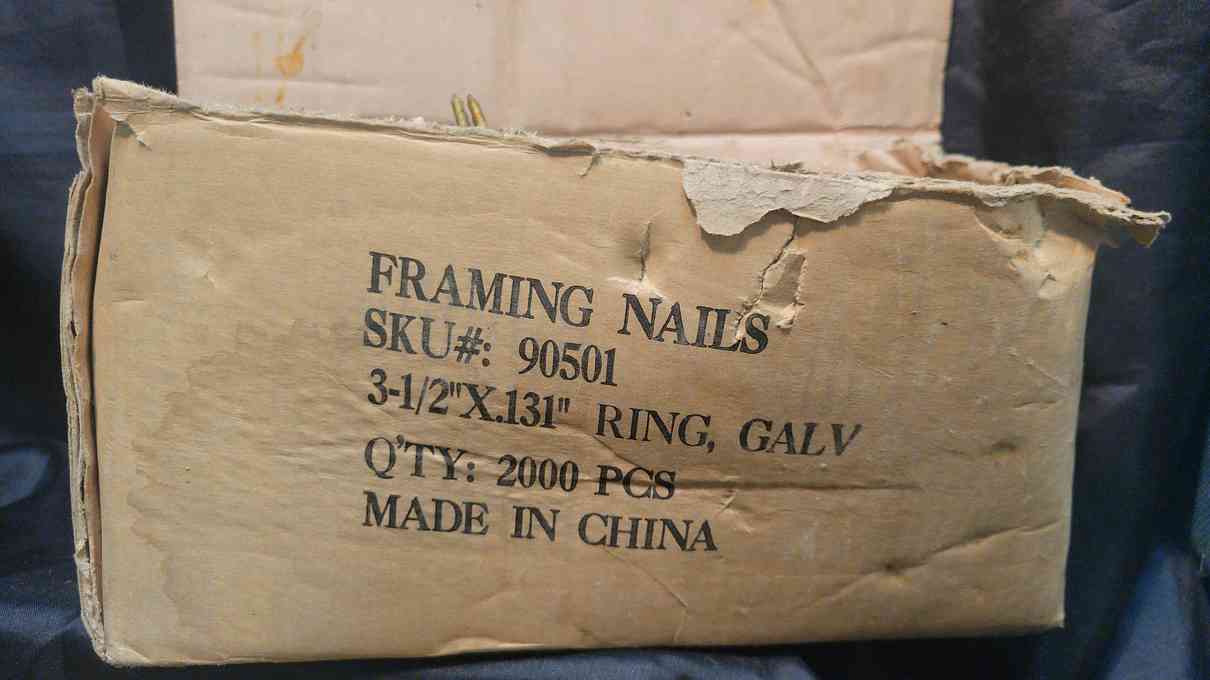 FRAMING NAILS
SKU#: 90501
3-1/2"X.131" RING, GALV
Q'TY: 2000 PCS
MADE IN CHINA